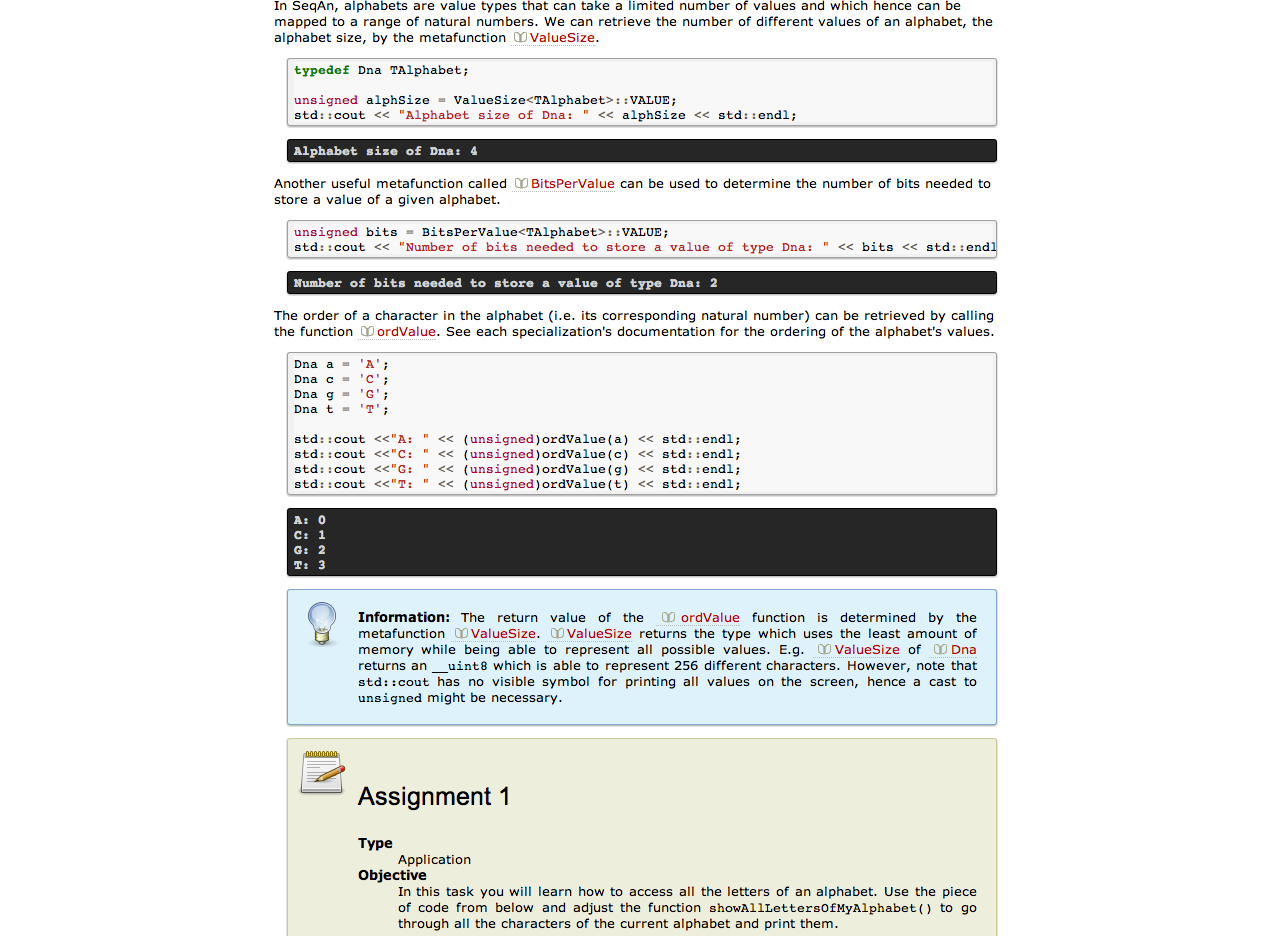 In SeqAn, alphabets are value types that can take a limited number of values and which hence can be
mapped to a range of natural numbers. We can retrieve the number of different values of an alphabet, the
alphabet size, by the metafunction ValueSize.
typedef Dna TAlphabet;
unsigned alphSize = ValueSize<TAlphabet>::VALUE;
std::cout << "Alphabet size of Dna: " << alphSize << std::endl;
Alphabet size of Dna: 4
Another useful metafunction called BitsPerValue can be used to determine the number of bits needed to
store a value of a given alphabet.
unsigned bits = BitsPerValue<TAlphabet>::VALUE;
std::cout << "Number of bits needed to store a value of type Dna: " << bits << std::endl
Number of bits needed to store a value of type Dna: 2
The order of a character in the alphabet (i.e. its corresponding natural number) can be retrieved by calling
the function ordValue. See each specialization's documentation for the ordering of the alphabet's values.
Dna a = 'A';
Dna c = 'C';
Dna g = 'G';
Dna t = 'T';
std::cout <<"A: " << (unsigned)ordValue(a) << std::endl;
std::cout <<"C: " << (unsigned)ordValue(c) << std::endl;
std::cout <<"G: " << (unsigned)ordValue(g) << std::endl;
std::cout <<"T: " << (unsigned)ordValue(t) << std::endl;
A: 0
C: 1
G: 2
T: 3
Information: The return value of the ordValue function is determined by the
metafunction ValueSize. ValueSize returns the type which uses the least amount of
memory while being able to represent all possible values. E.g. ValueSize of Dna
returns an __uint8 which is able to represent 256 different characters. However, note that
std::cout has no visible symbol for printing all values on the screen, hence a cast to
unsigned might be necessary.
Assignment 1
Type
Application
Objective
In this task you will learn how to access all the letters of an alphabet. Use the piece
of code from below and adjust the function showAllLettersOfMyAlphabet() to go
through all the characters of the current alphabet and print them.